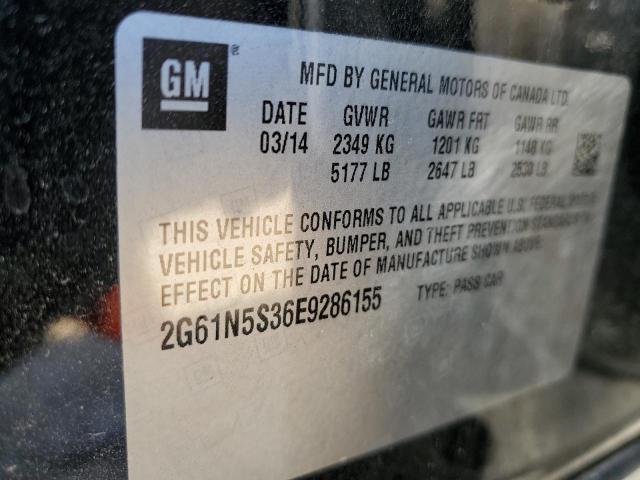 GM
MFD BY GENERAL MOTORS OF CANADA LTD.
DATE GVWR GAWR FRT GAWR RR
03/14 2349 KG 1201 KG 1148 KG
5177 LB 2647 LB 2530 LB
THIS VEHICLE CONFORMS TO ALL APPLICABLE U.S. FEDERAL MOTOR
VEHICLE SAFETY, BUMPER, AND THEFT PREVENTION STANDARDS IN
EFFECT ON THE DATE OF MANUFACTURE SHOWN ABOVE.
2G61N5S36E9286155 TYPE: PASS CAR